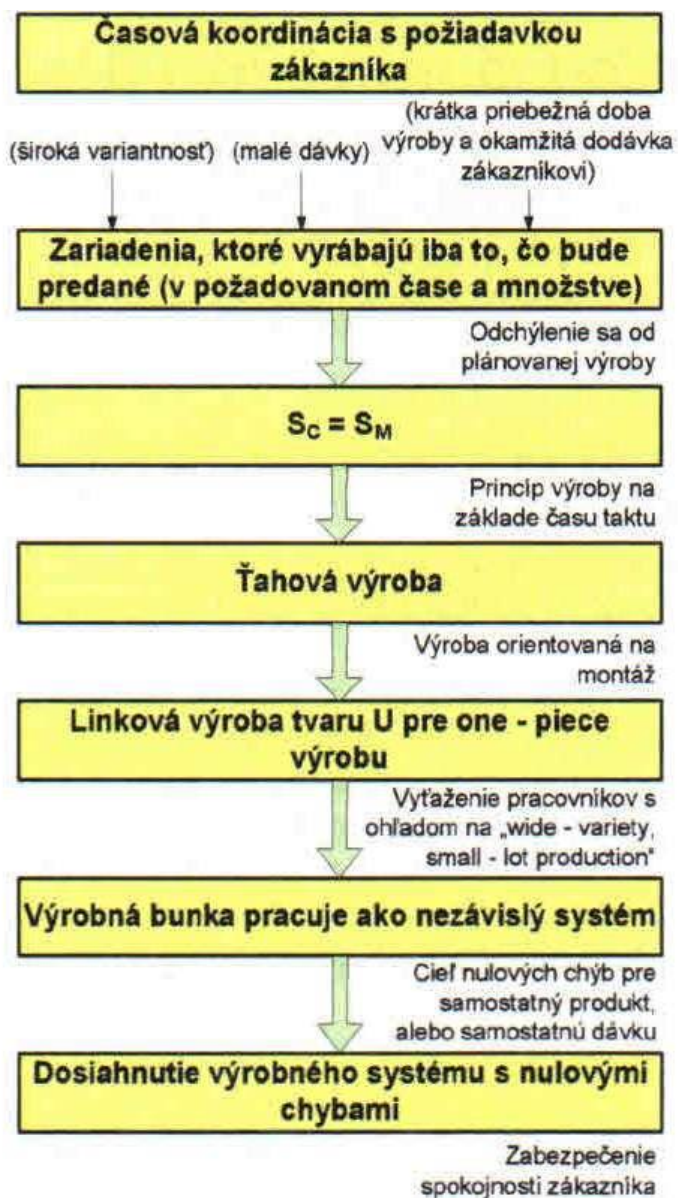 Časová koordinácia s požiadavkou
zákazníka
(široká variantnosť)
(malé dávky)
(krátka priebežná doba
výroby a okamžitá dodávka
zákazníkovi)
Zariadenia, ktoré vyrábajú iba to, čo bude
predané (v požadovanom čase a množstve)
Odchýlenie sa od
plánovanej výroby
S_C = S_M
Princíp výroby na
základe času taktu
Ťahová výroba
Výroba orientovaná na
montáž
Linková výroba tvaru U pre one - piece
výrobu
Vyťaženie pracovníkov s
ohľadom na „wide - variety,
small - lot production"
Výrobná bunka pracuje ako nezávislý systém
Cieľ nulových chýb pre
samostatný produkt,
alebo samostatnú dávku
Dosiahnutie výrobného systému s nulovými
chybami
Zabezpečenie
spokojnosti zákazníka